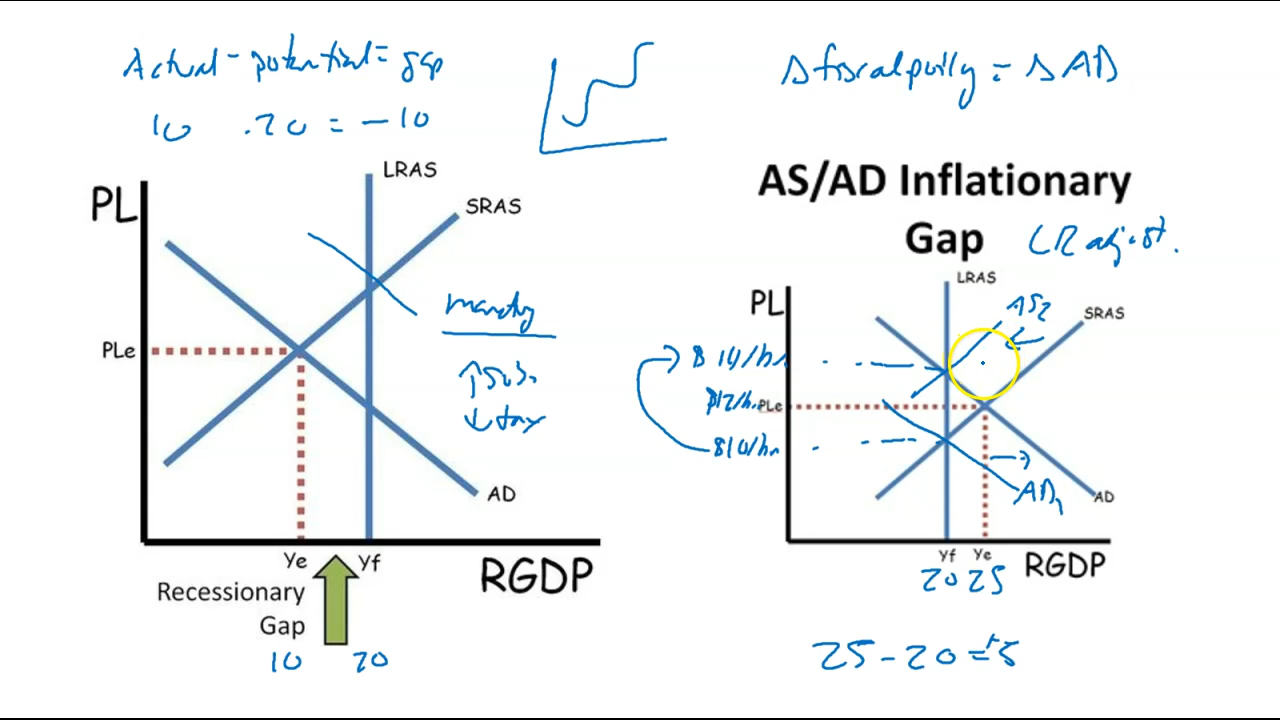 Actual - potential = gap
10 . 20 = - 10
Δ fiscal policy = Δ AD
AS/AD Inflationary
Gap
LR adjust.
PL
LRAS
SRAS
PLe
↑ sub.
↓ tax
AD
Ye
Yf
RGDP
Recessionary
Gap
10 20
LRAS
PL
AS2
SRAS
$ 14/hr
$12/hr
PLe
$10/hr
AD1
AD
Yf Ye
RGDP
20 25
25 - 20 = +5